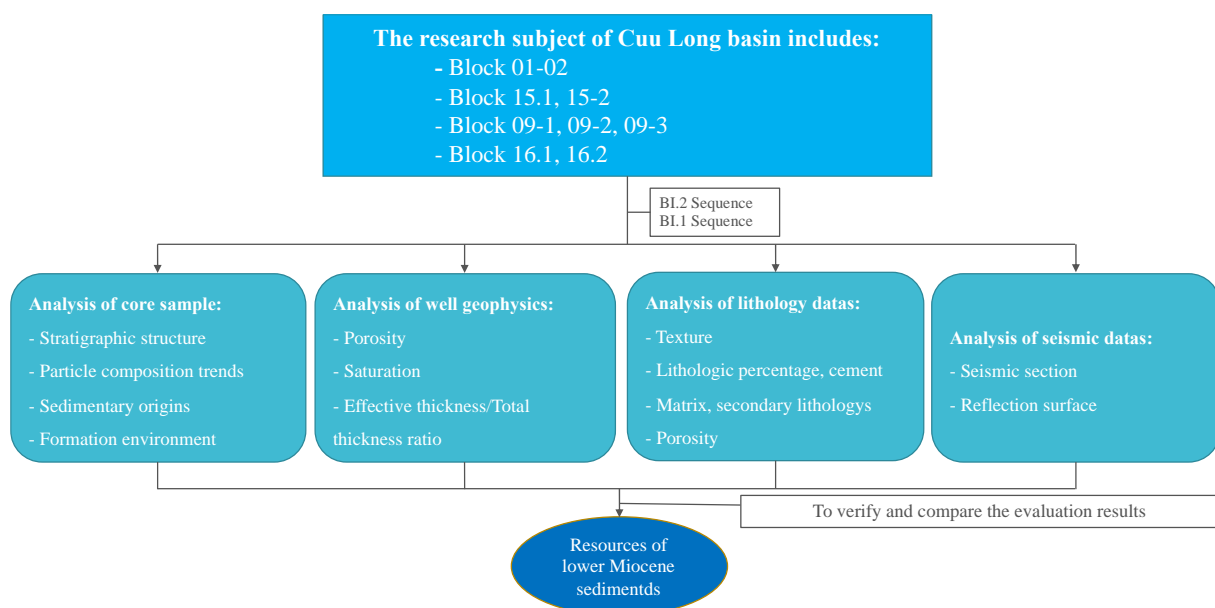 The research subject of Cuu Long basin includes:
- Block 01-02
- Block 15.1, 15-2
- Block 09-1, 09-2, 09-3
- Block 16.1, 16.2
BI.2 Sequence
BI.1 Sequence
Analysis of core sample:
- Stratigraphic structure
- Particle composition trends
- Sedimentary origins
- Formation environment
Analysis of well geophysics:
- Porosity
- Saturation
- Effective thickness/Total
thickness ratio
Analysis of lithology datas:
- Texture
- Lithologic percentage, cement
- Matrix, secondary lithologys
- Porosity
Analysis of seismic datas:
- Seismic section
- Reflection surface
To verify and compare the evaluation results
Resources of
lower Miocene
sedimentds